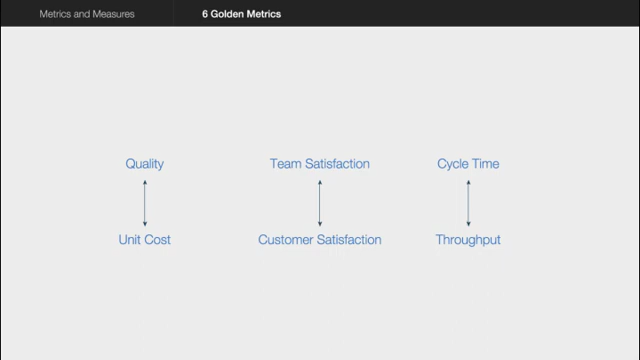 Metrics and Measures
6 Golden Metrics
Quality
Team Satisfaction
Cycle Time
Unit Cost
Customer Satisfaction
Throughput